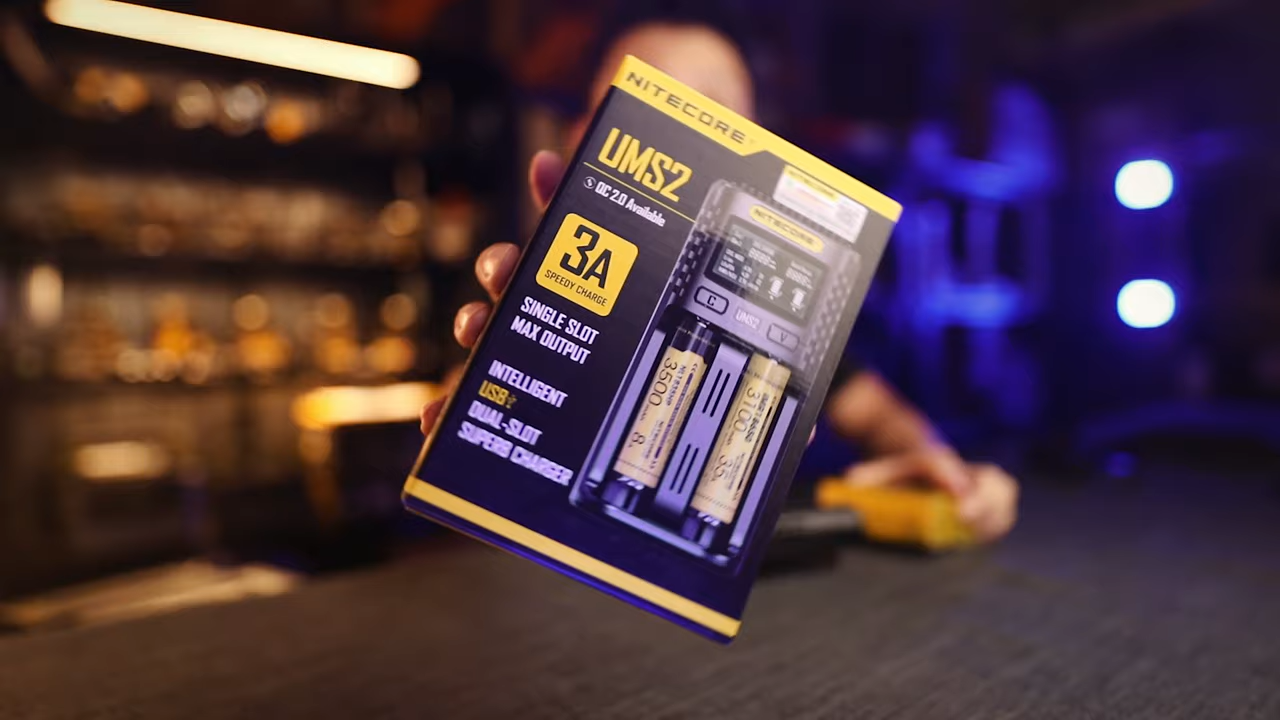 NITECORE
UMS2
QC 2.0 Available
3A
SPEEDY CHARGE
SINGLE SLOT
MAX OUTPUT
INTELLIGENT
USB
DUAL-SLOT
SUPERB CHARGER
NITECORE
C
UMS2
V
3500
3100